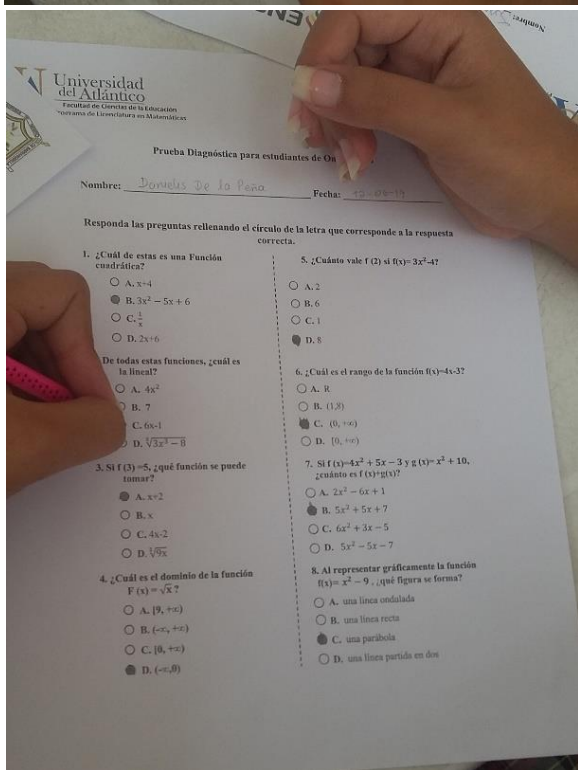 Nombre:
Universidad
del Atlántico
Facultad de Ciencias de la Educación
Programa de Licenciatura en Matemáticas
Prueba Diagnóstica para estudiantes de
Nombre: Danielis De la Peña
Fecha:
Responda las preguntas rellenando el círculo de la letra que corresponde a la respuesta
correcta.
1. ¿Cuál de estas es una Función
cuadrática?
A. x+4
B. 3x² − 5x + 6
C. 1/x
D. 2x+6
De todas estas funciones, ¿cuál es
la lineal?
A. 4x²
B. 7
C. 6x-1
D.
3. Si f (3) =5, ¿qué función se puede
tomar?
A. x+2
B. x
C. 4x-2
D. ∛9x
4. ¿Cuál es el dominio de la función
F (x) = √x ?
A. [9, +∞)
B. (-∞, +∞)
C. [0, +∞)
D. (-∞,0)
5. ¿Cuánto vale f (2) si f(x)= 3x²-4?
A. 2
B. 6
C. 1
D. 8
6. ¿Cuál es el rango de la función f(x)=4x-3?
A. R
B. (1,8)
C. (0, +∞)
D. [0, +∞)
7. Si f (x)=4x² + 5x − 3 y g (x)= x² + 10,
¿cuánto es f (x)+g(x)?
A. 2x² − 6x + 1
B. 5x² + 5x + 7
C. 6x² + 3x − 5
D. 5x² − 5x − 7
8. Al representar gráficamente la función
f(x)= x² − 9 , ¿qué figura se forma?
A. una línea ondulada
B. una línea recta
C. una parábola
D. una línea partida en dos